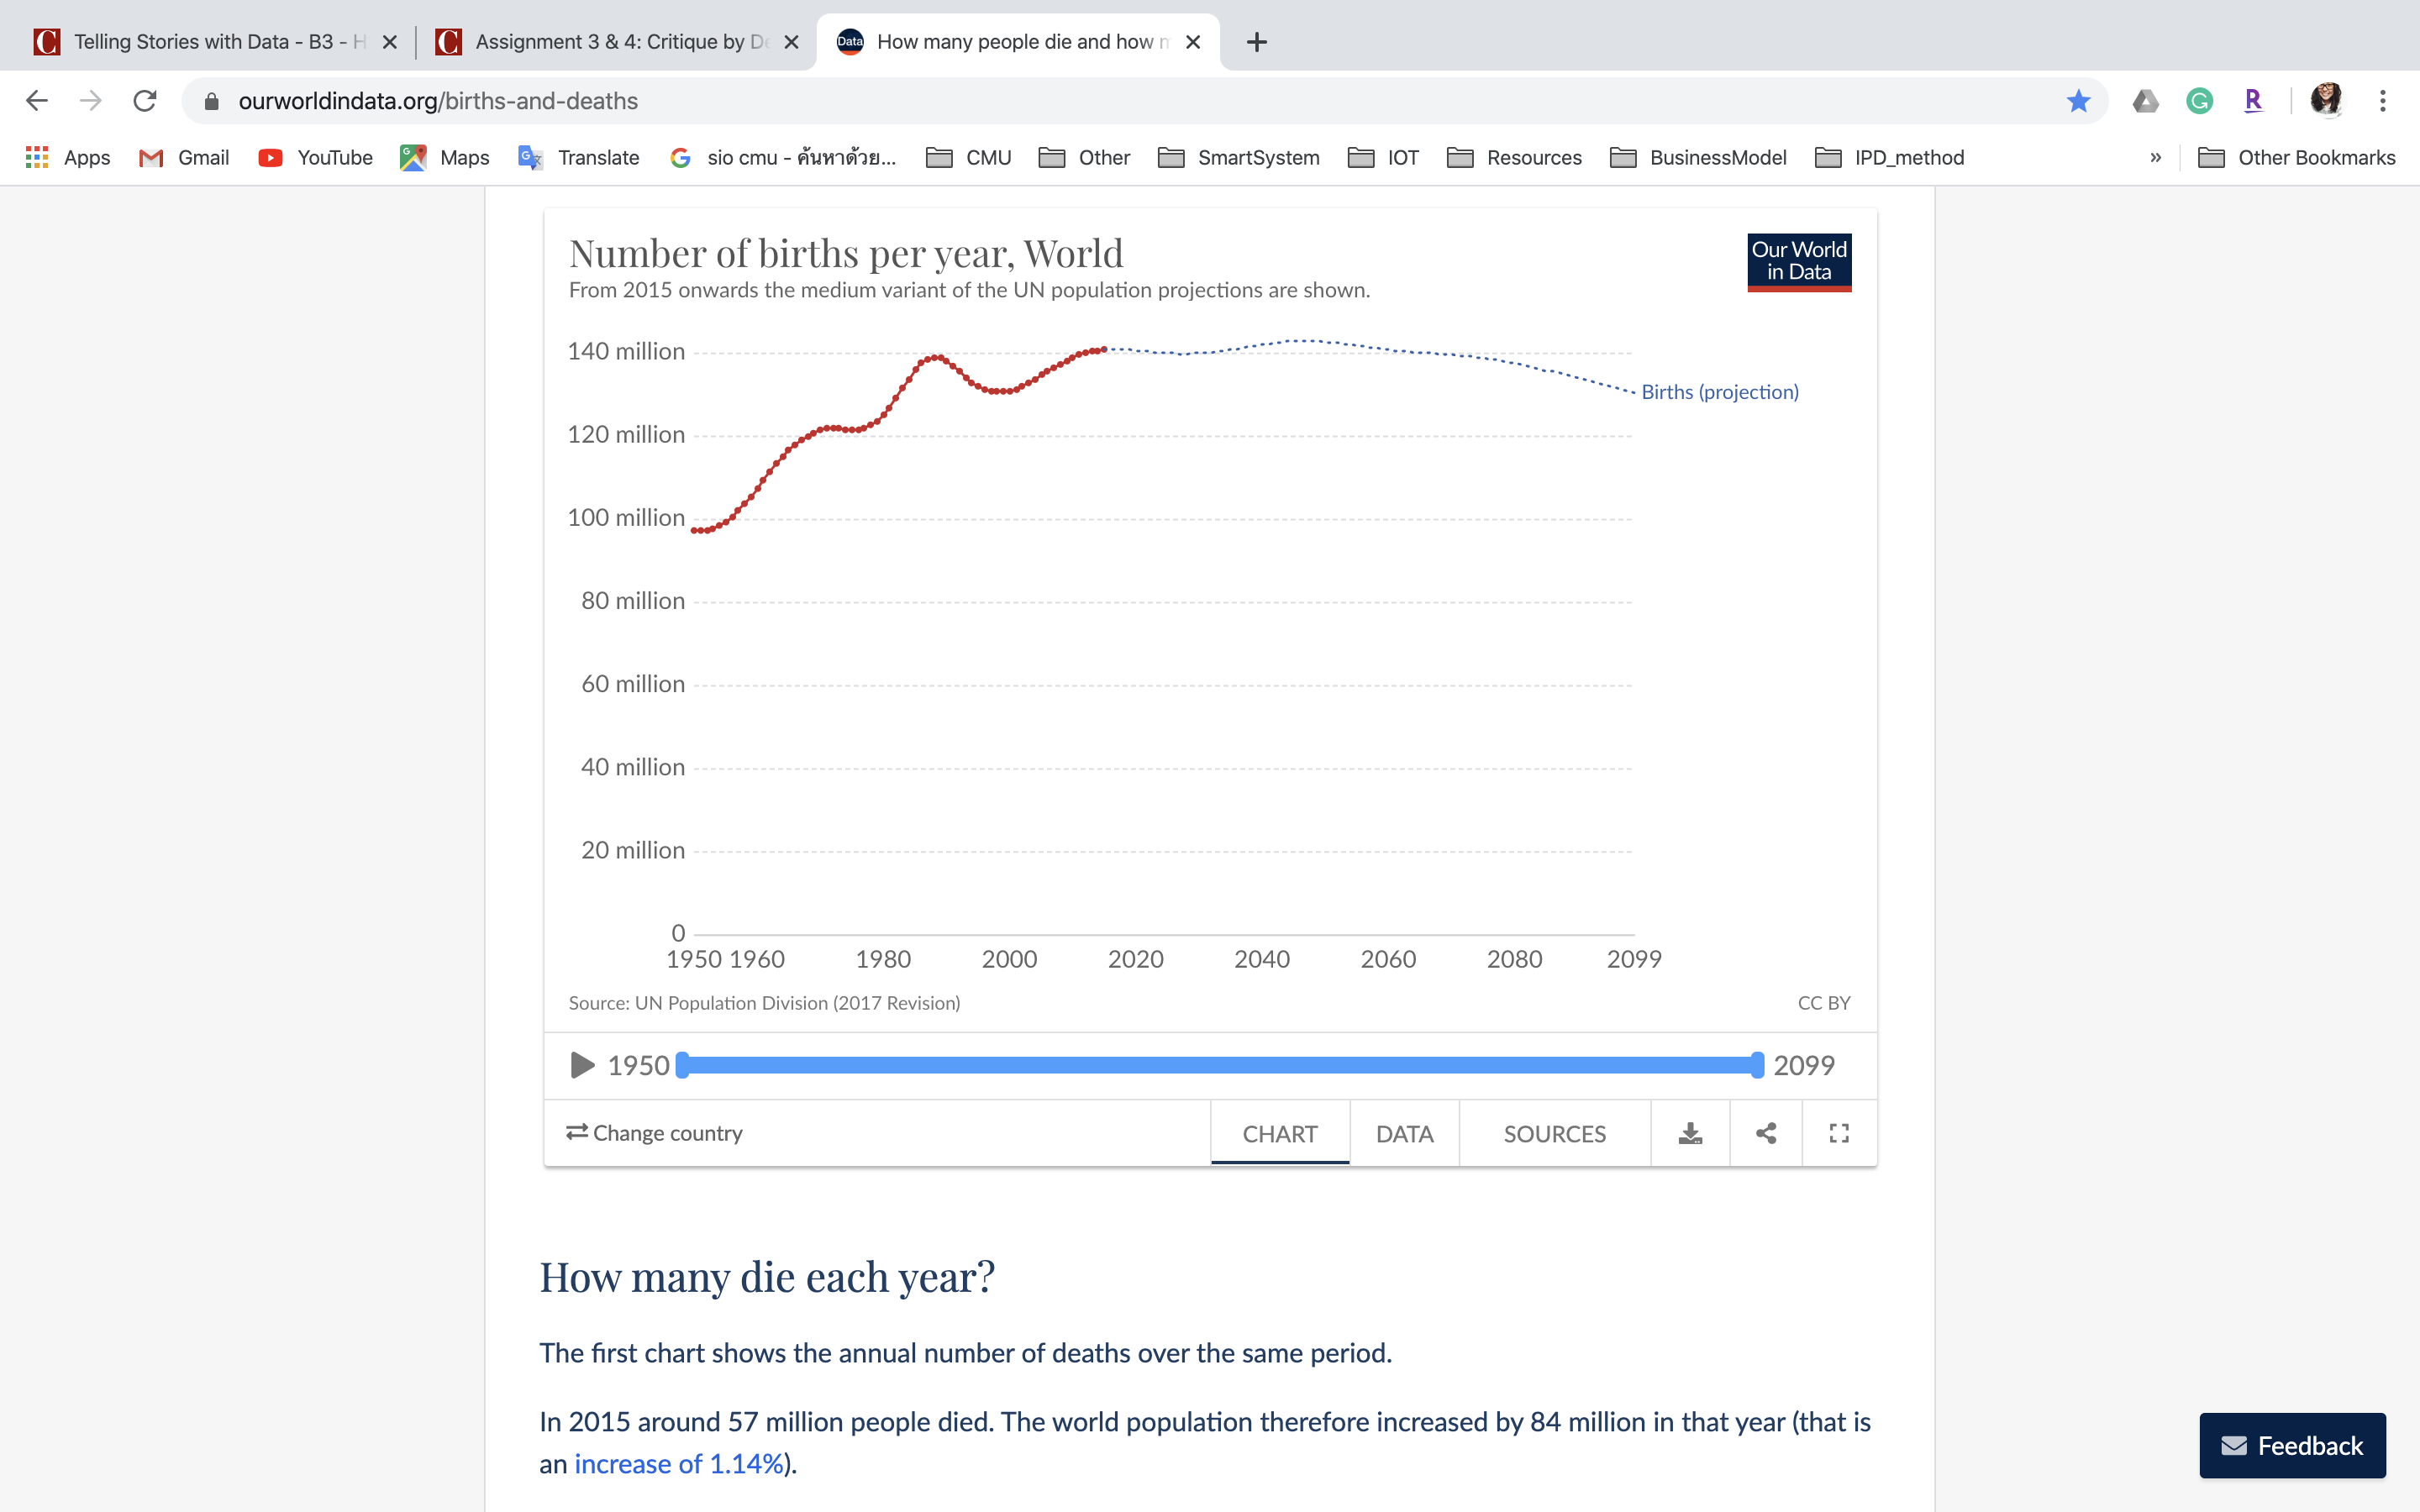 Telling Stories with Data - B3 - H
Assignment 3 & 4: Critique by De
Data
How many people die and how m
ourworldindata.org/births-and-deaths
Apps
Gmail
YouTube
Maps
Translate
sio cmu - ค้นหาด้วย...
CMU
Other
SmartSystem
IOT
Resources
BusinessModel
IPD_method
»
Other Bookmarks
Number of births per year, World
From 2015 onwards the medium variant of the UN population projections are shown.
Our World
in Data
140 million
Births (projection)
120 million
100 million
80 million
60 million
40 million
20 million
0
1950 1960 1980 2000 2020 2040 2060 2080 2099
Source: UN Population Division (2017 Revision)
CC BY
1950
2099
Change country
CHART
DATA
SOURCES
How many die each year?
The first chart shows the annual number of deaths over the same period.
In 2015 around 57 million people died. The world population therefore increased by 84 million in that year (that is
an increase of 1.14%).
Feedback